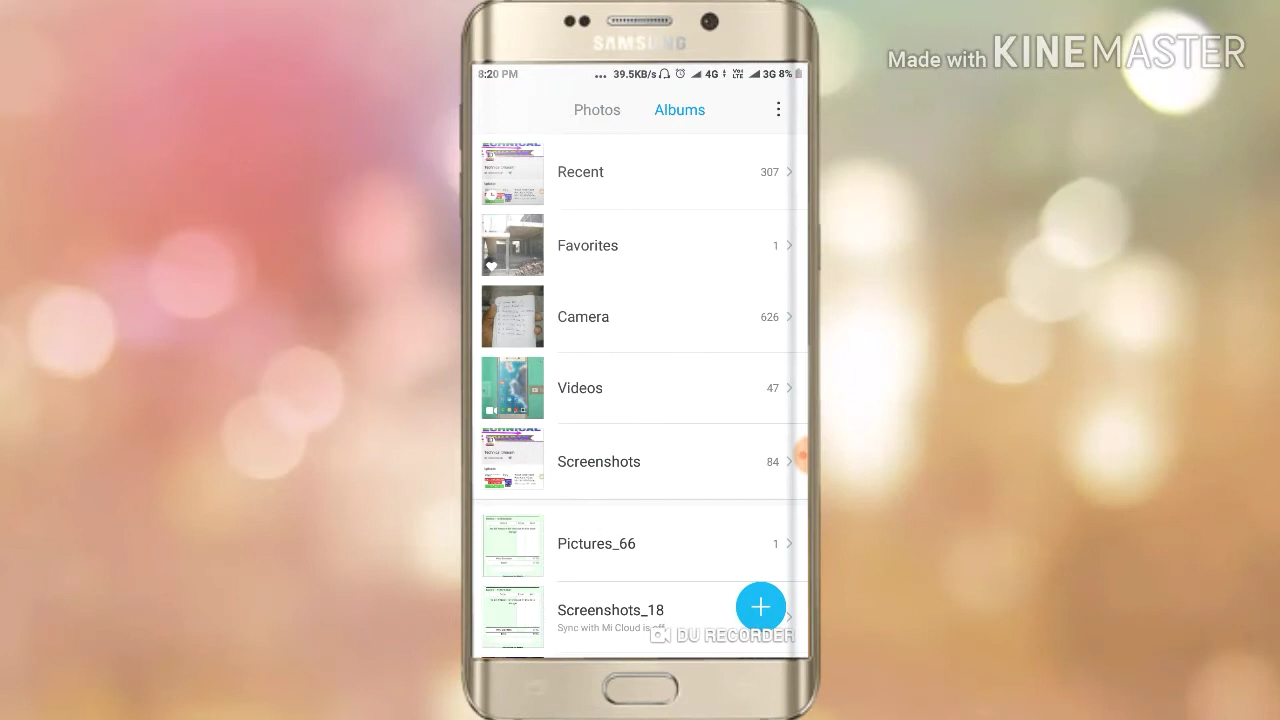 SAMSUNG
Made with KINEMASTER
8:20 PM ... 39.5KB/s 4G VoLTE 3G 8%
Photos Albums
Recent 307
Favorites 1
Camera 626
Videos 47
Screenshots 84
Pictures_66 1
Screenshots_18
Sync with Mi Cloud is off
DU RECORDER